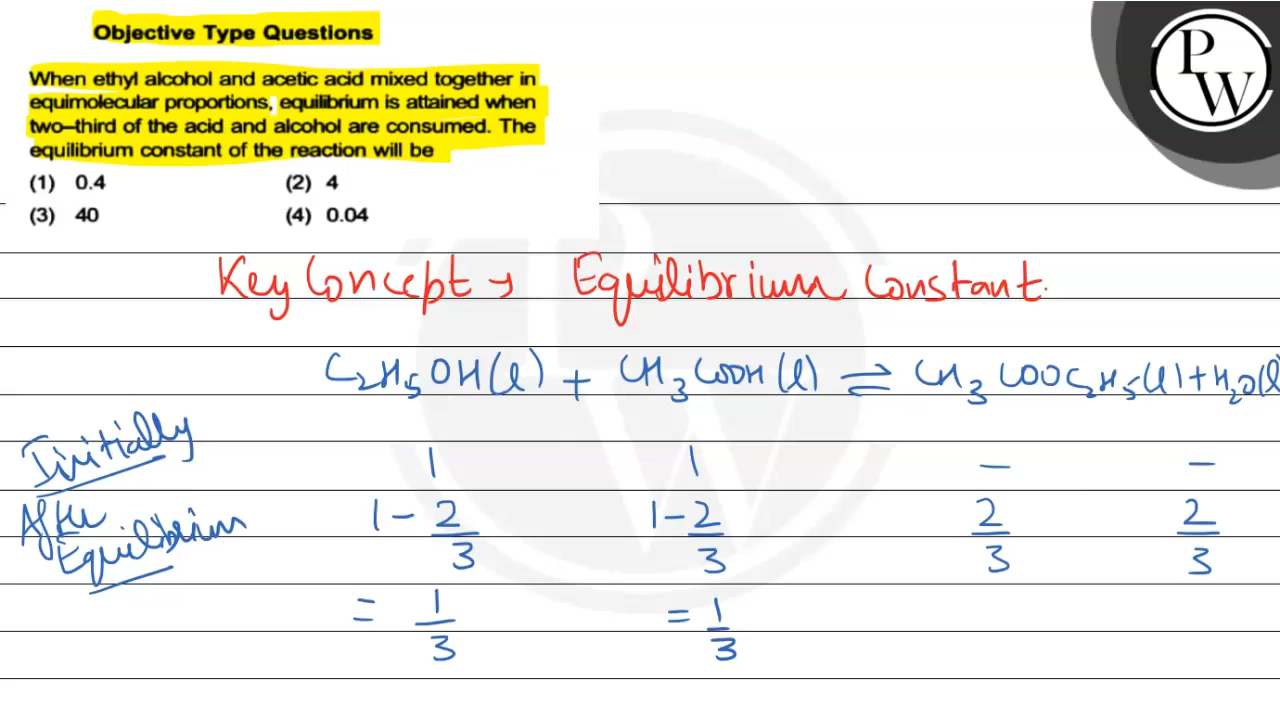 Objective Type Questions
When ethyl alcohol and acetic acid mixed together in
equimolecular proportions, equilibrium is attained when
two–third of the acid and alcohol are consumed. The
equilibrium constant of the reaction will be
(1) 0.4 (2) 4
(3) 40 (4) 0.04
PW
Key Concept → Equilibrium Constant.
C₂H₅OH(l) + CH₃COOH(l) ⇌ CH₃COOC₂H₅(l) + H₂O(l
Initially 1 1 – –
After Equilibrium 1 - 2/3 1 - 2/3 2/3 2/3
= 1/3 = 1/3